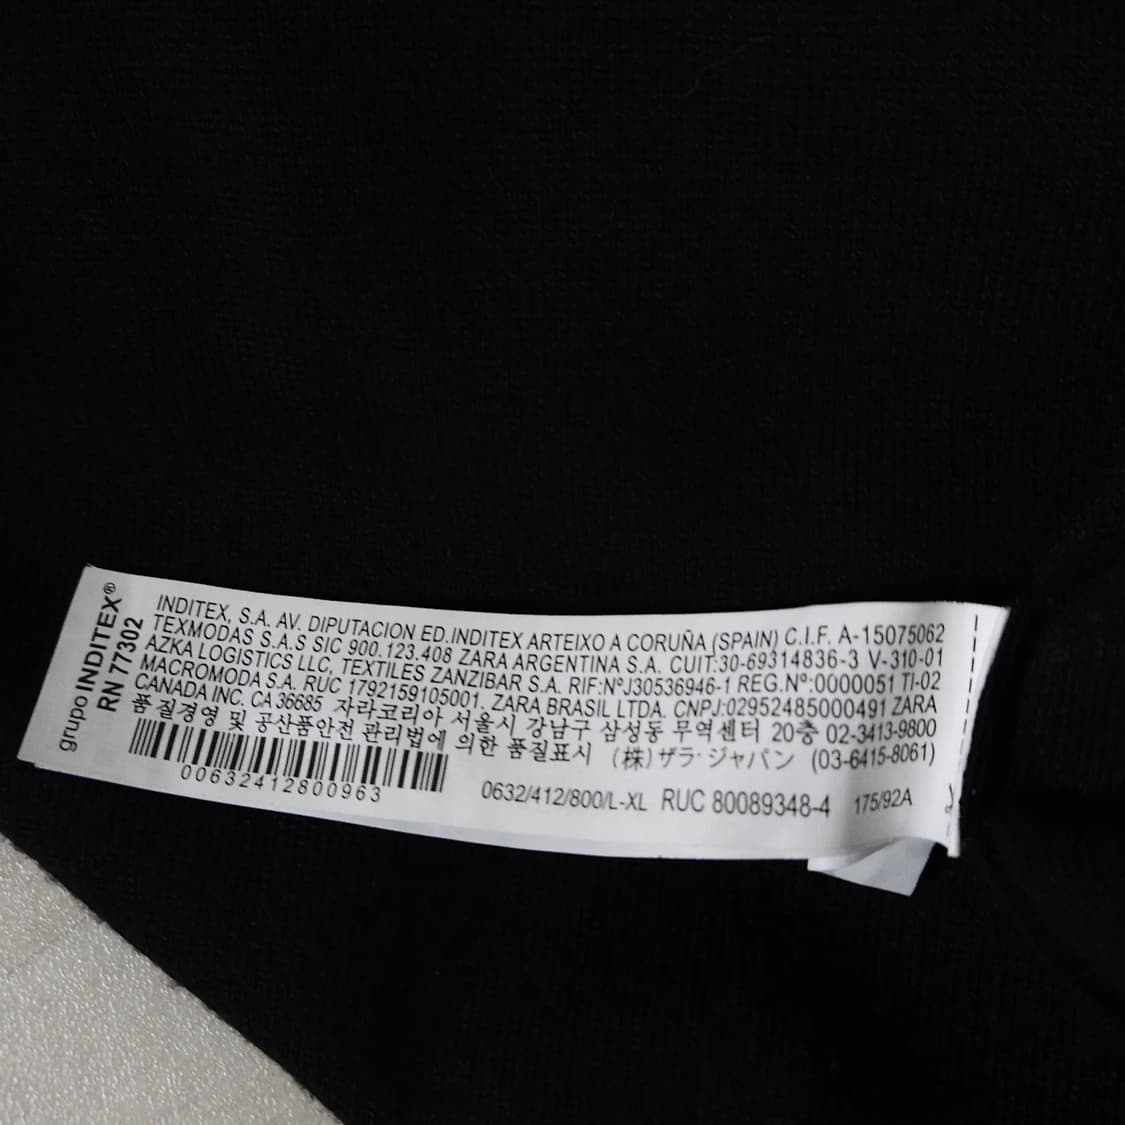 grupo INDITEX®
RN 77302
INDITEX, S.A. AV. DIPUTACION ED.INDITEX ARTEIXO A CORUÑA (SPAIN) C.I.F. A-15075062
TEXMODAS S.A.S SIC 900.123.408 ZARA ARGENTINA S.A. CUIT:30-69314836-3 V-310-01
AZKA LOGISTICS LLC, TEXTILES ZANZIBAR S.A. RIF:NºJ30536946-1 REG.Nº:0000051 TI-02
MACROMODA S.A. RUC 1792159105001. ZARA BRASIL LTDA. CNPJ:02952485000491 ZARA
CANADA INC. CA 36685 자라코리아 서울시 강남구 삼성동 무역센터 20층 02-3413-9800
품질경영 및 공산품안전 관리법에 의한 품질표시 (株)ザラ・ジャパン (03-6415-8061)
00632412800963
0632/412/800/L-XL RUC 80089348-4 175/92A